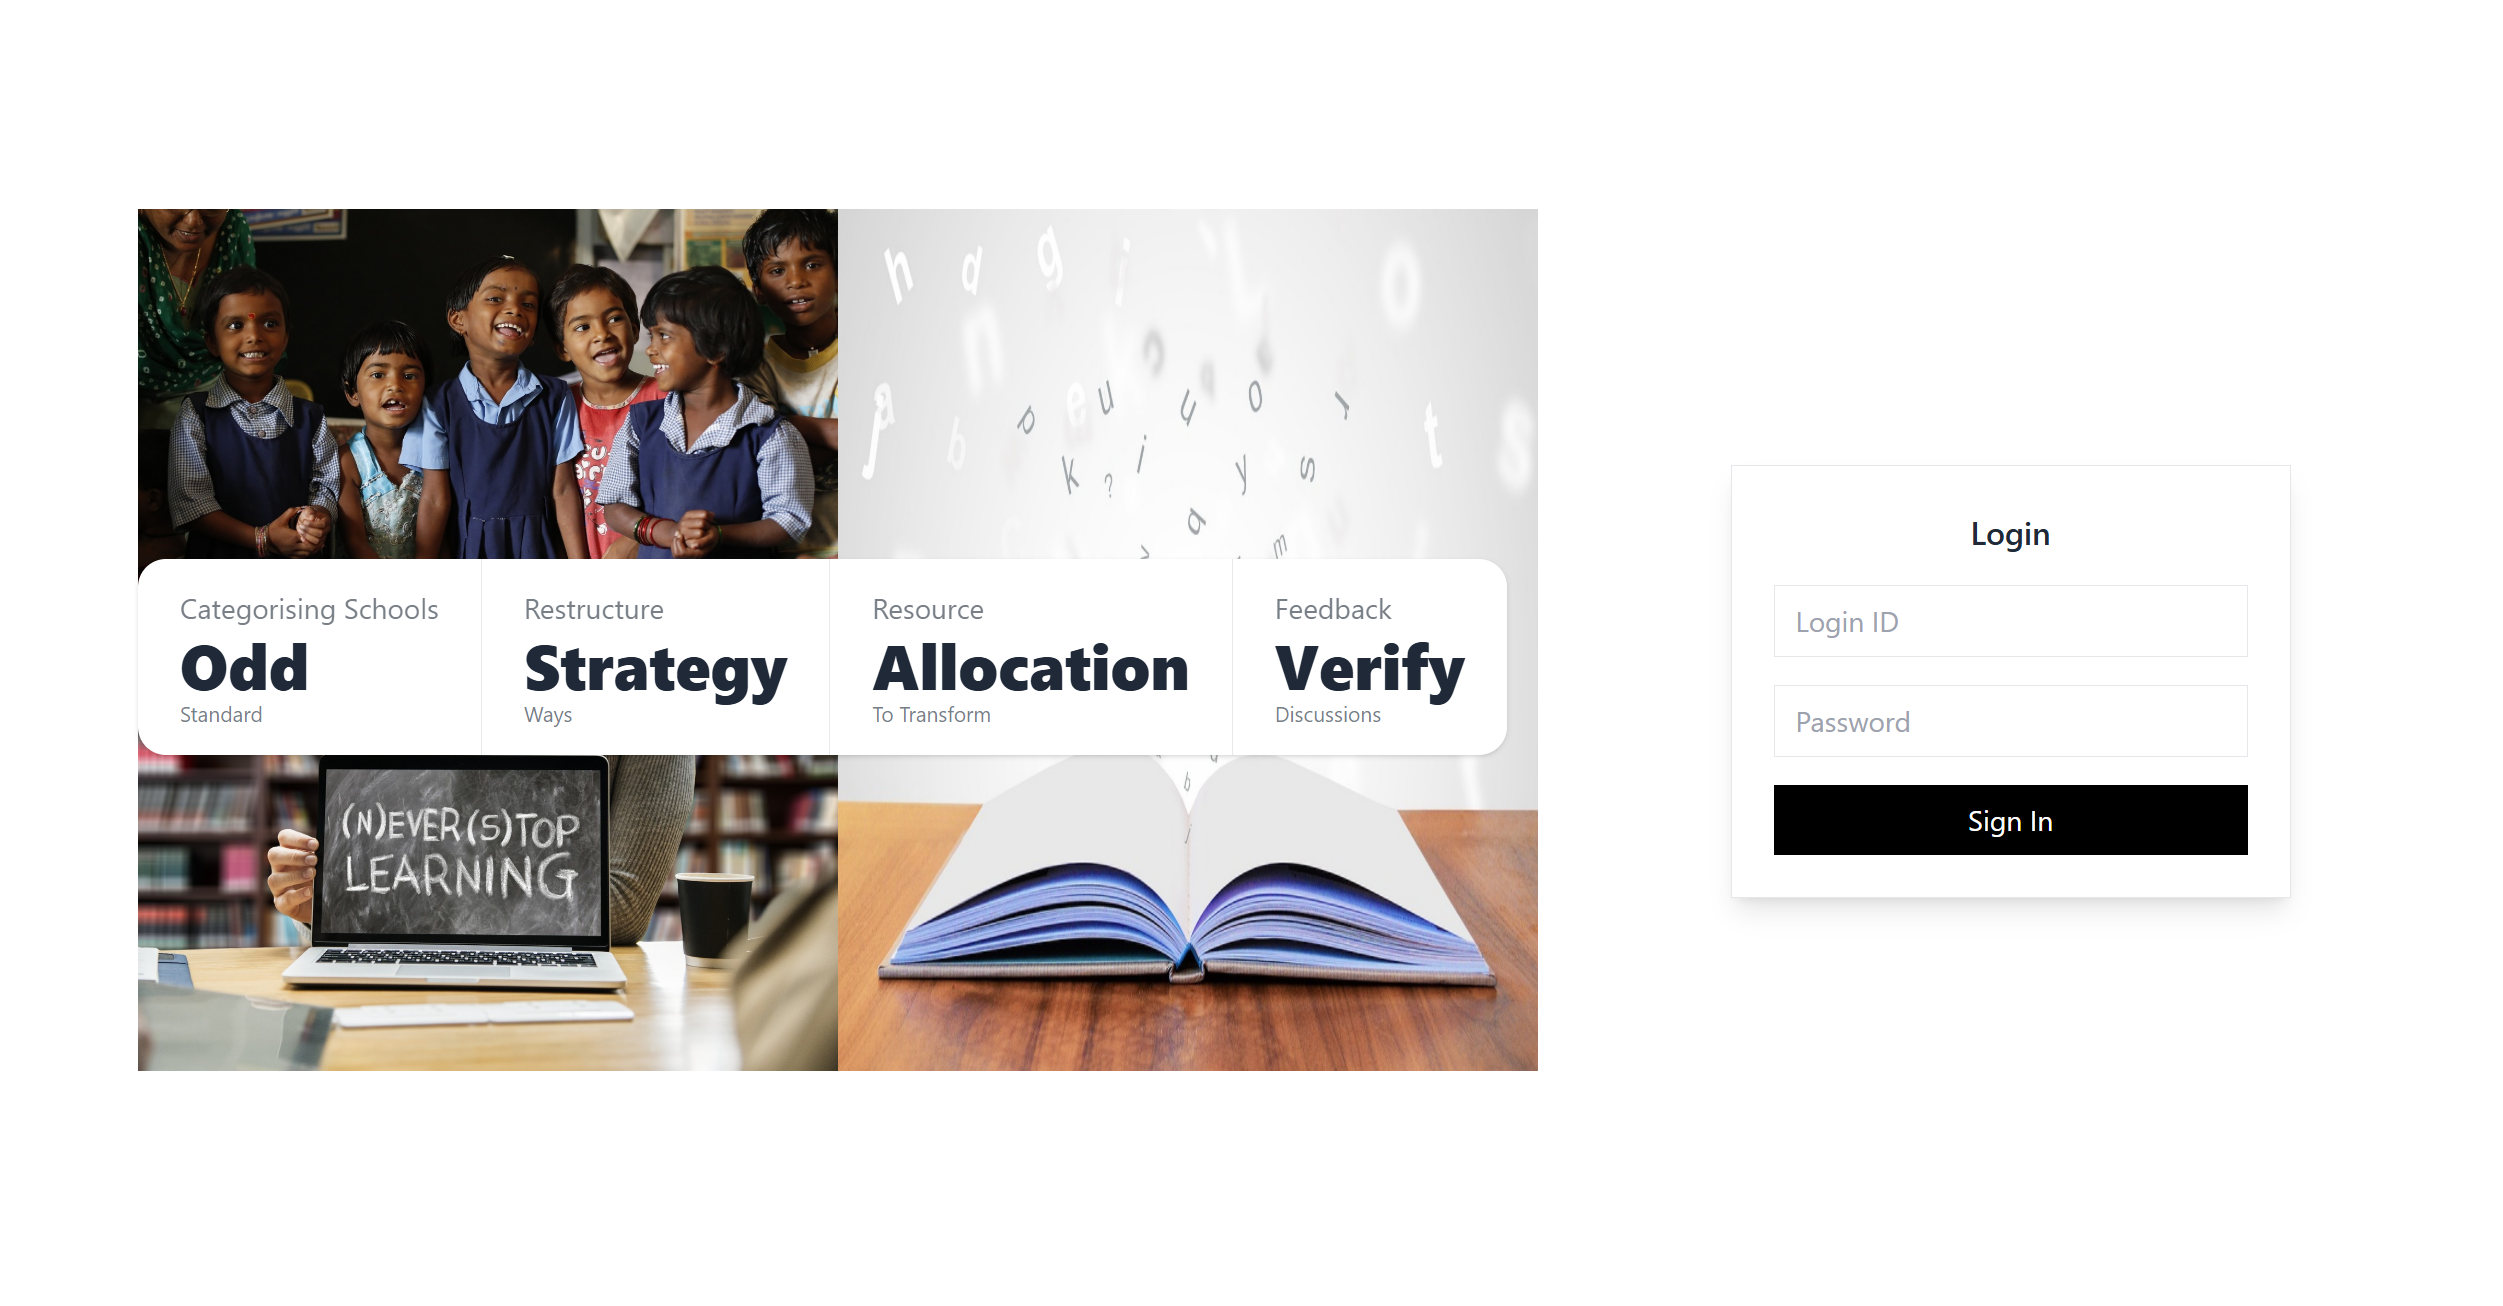 Categorising Schools
Odd
Standard
Restructure
Strategy
Ways
Resource
Allocation
To Transform
Feedback
Verify
Discussions
(N)EVER (S)TOP
LEARNING
Login
Login ID
Password
Sign In
h
d
g
j
o
n
a
b
e
u
u
o
t
s
k
?
i
y
s
a
m
b